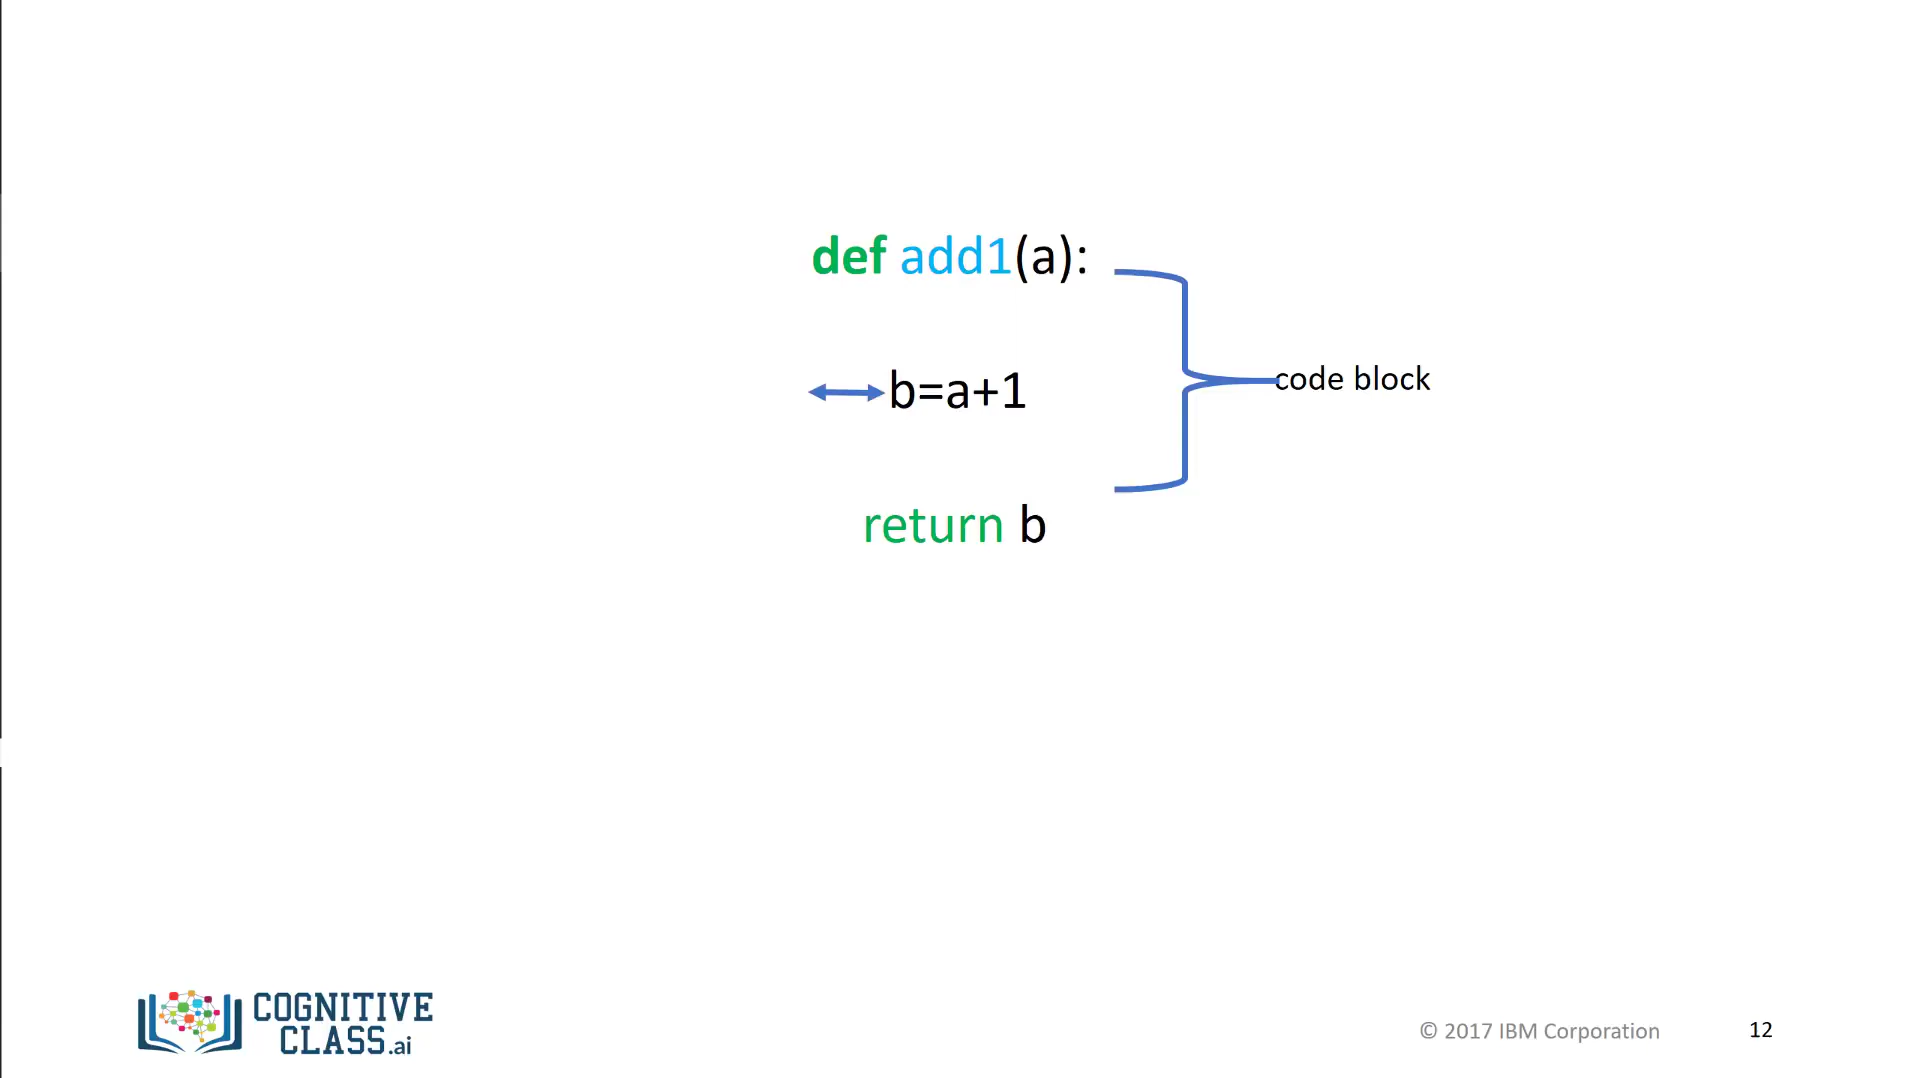 def add1(a):
b=a+1
code block
return b
COGNITIVE
CLASS.ai
© 2017 IBM Corporation
12